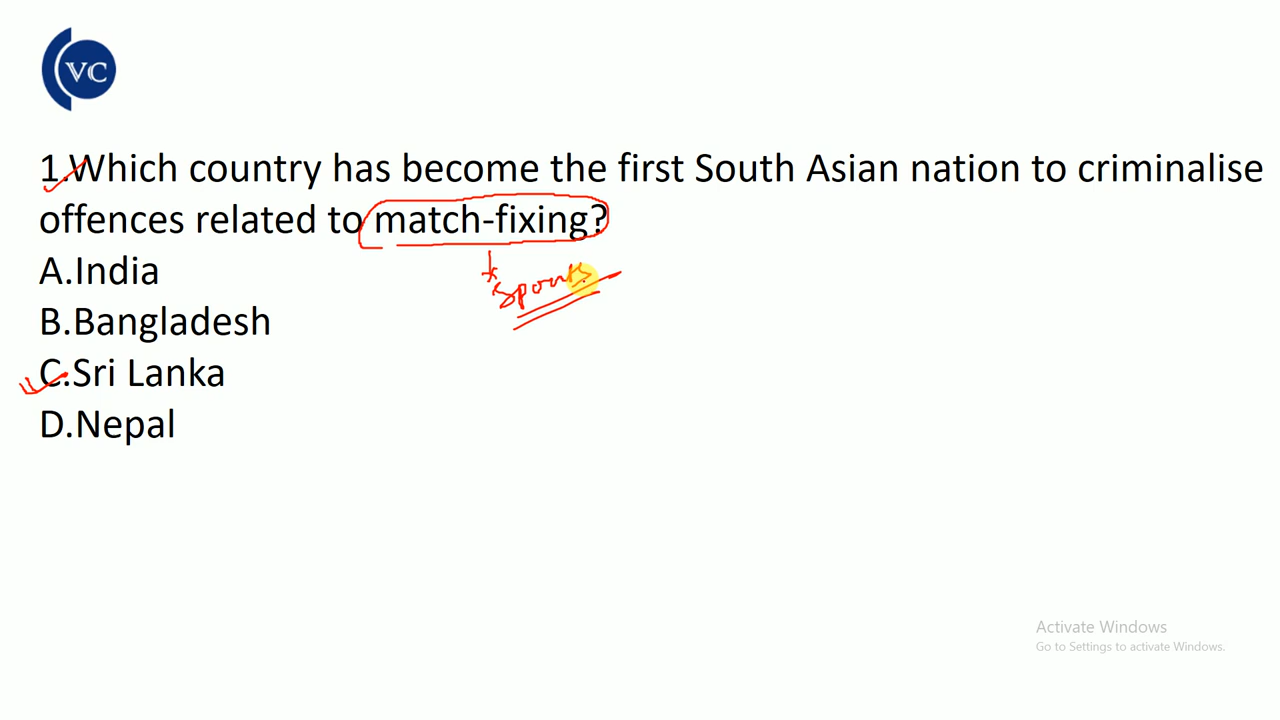 VC
1.Which country has become the first South Asian nation to criminalise
offences related to match-fixing?
A.India
Sports
B.Bangladesh
C.Sri Lanka
D.Nepal
Activate Windows
Go to Settings to activate Windows.